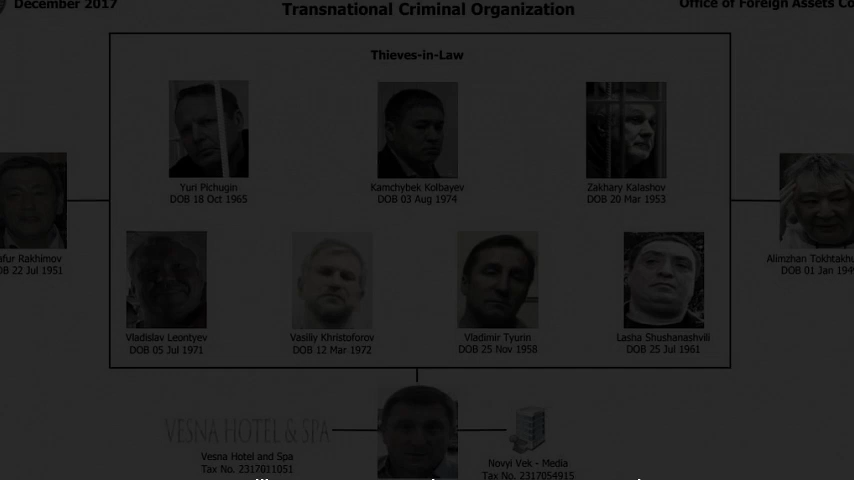 December 2017
Transnational Criminal Organization
Office of Foreign Assets Co
Thieves-in-Law
Yuri Pichugin
DOB 18 Oct 1965
Kamchybek Kolbayev
DOB 03 Aug 1974
Zakhary Kalashov
DOB 20 Mar 1953
afur Rakhimov
OB 22 Jul 1951
Alimzhan Tokhtakhu
DOB 01 Jan 194
Vladislav Leontyev
DOB 05 Jul 1971
Vasiliy Khristoforov
DOB 12 Mar 1972
Vladimir Tyurin
DOB 25 Nov 1958
Lasha Shushanashvili
DOB 25 Jul 1961
VESNA HOTEL & SPA
Vesna Hotel and Spa
Tax No. 2317011051
Novyi Vek - Media
Tax No. 2317054915